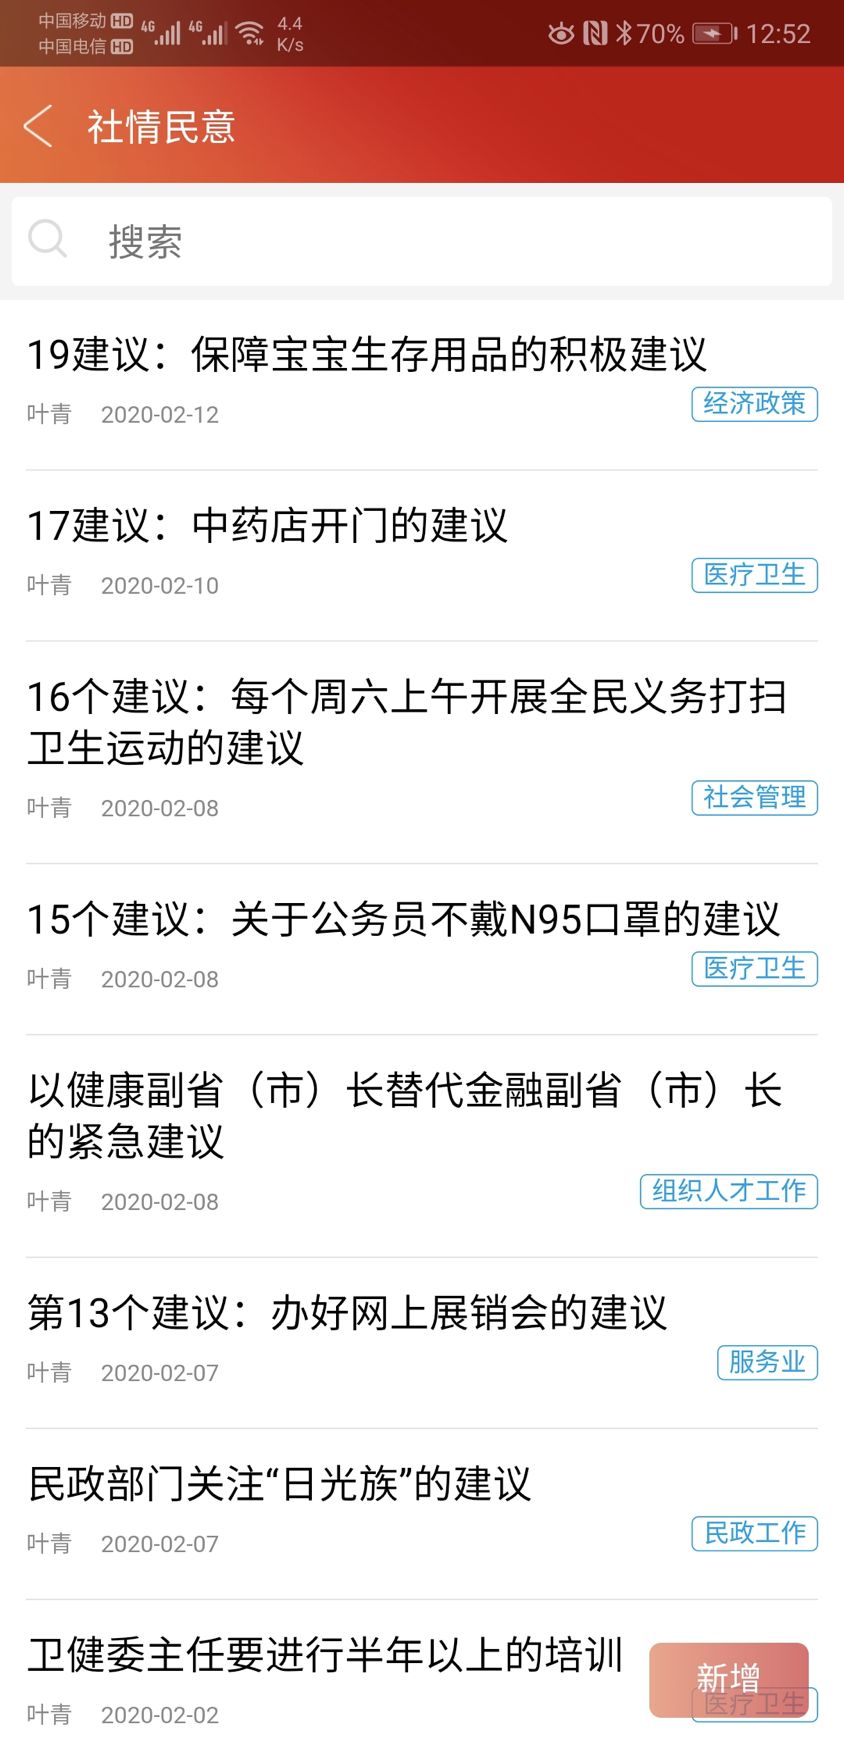 中国移动 HD 4G 4G 4.4 70% 12:52
中国电信 HD K/s
社情民意
搜索
19建议：保障宝宝生存用品的积极建议
叶青 2020-02-12 经济政策
17建议：中药店开门的建议
叶青 2020-02-10 医疗卫生
16个建议：每个周六上午开展全民义务打扫
卫生运动的建议
叶青 2020-02-08 社会管理
15个建议：关于公务员不戴N95口罩的建议
叶青 2020-02-08 医疗卫生
以健康副省（市）长替代金融副省（市）长
的紧急建议
叶青 2020-02-08 组织人才工作
第13个建议：办好网上展销会的建议
叶青 2020-02-07 服务业
民政部门关注“日光族”的建议
叶青 2020-02-07 民政工作
卫健委主任要进行半年以上的培训
新增
叶青 2020-02-02 医疗卫生